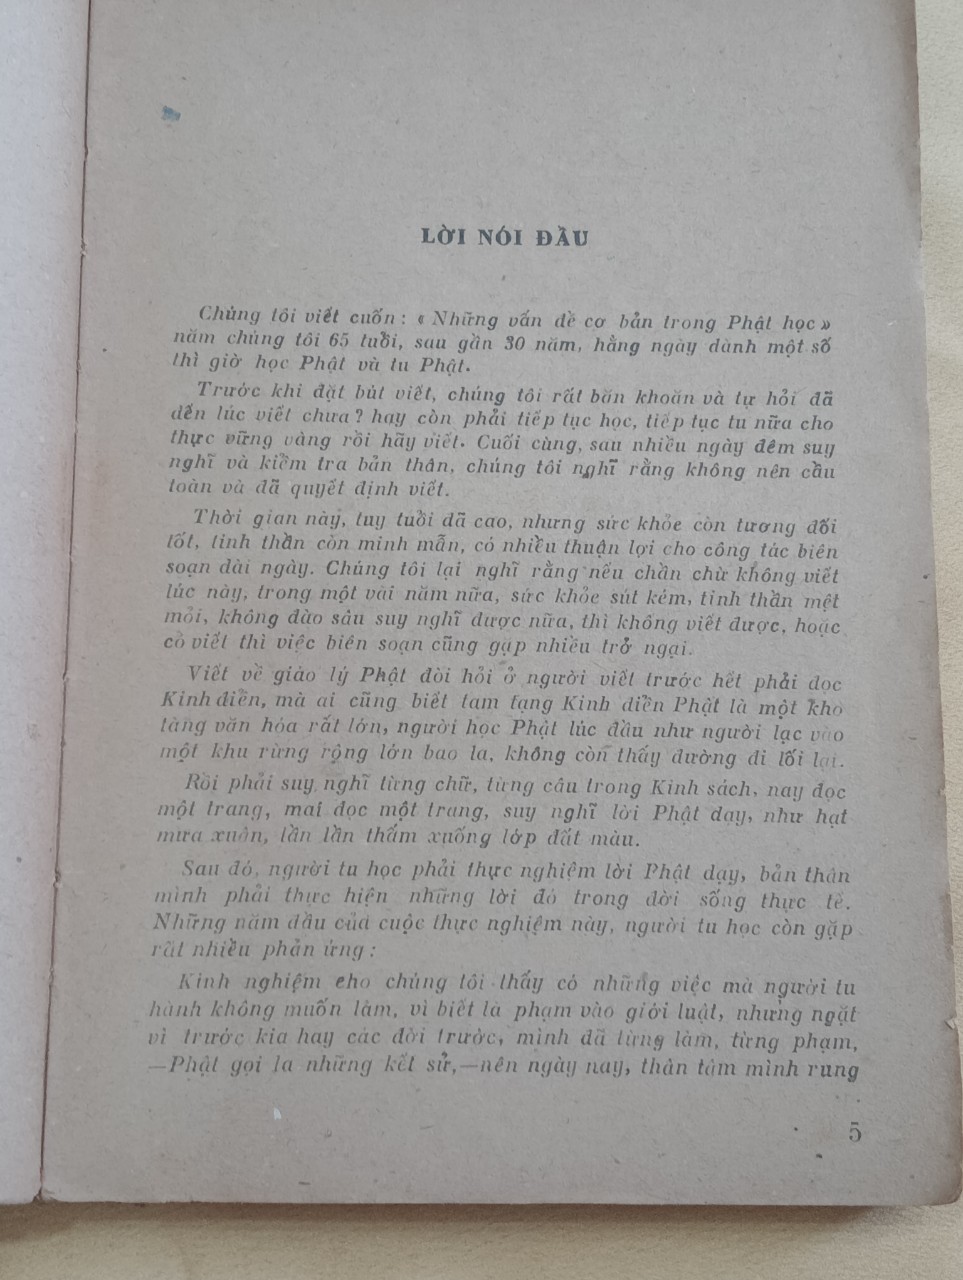 LỜI NÓI ĐẦU
Chúng tôi viết cuốn : « Những vấn đề cơ bản trong Phật học »
năm chúng tôi 65 tuổi, sau gần 30 năm, hằng ngày dành một số
thì giờ học Phật và tu Phật.
Trước khi đặt bút viết, chúng tôi rất băn khoăn và tự hỏi đã
đến lúc viết chưa ? hay còn phải tiếp tục học, tiếp tục tu nữa cho
thực vững vàng rồi hãy viết. Cuối cùng, sau nhiều ngày đêm suy
nghĩ và kiểm tra bản thân, chúng tôi nghĩ rằng không nên cầu
toàn và đã quyết định viết.
Thời gian này, tuy tuổi đã cao, nhưng sức khỏe còn tương đối
tốt, tinh thần còn minh mẫn, có nhiều thuận lợi cho công tác biên
soạn dài ngày. Chúng tôi lại nghĩ rằng nếu chần chừ không viết
lúc này, trong một vài năm nữa, sức khỏe sút kém, tinh thần mệt
mỏi, không đào sâu suy nghĩ được nữa, thì không viết được, hoặc
có viết thì việc biên soạn cũng gặp nhiều trở ngại.
Viết về giáo lý Phật đòi hỏi ở người viết trước hết phải đọc
Kinh điển, mà ai cũng biết tam tạng Kinh điển Phật là một kho
tàng văn hóa rất lớn, người học Phật lúc đầu như người lạc vào
một khu rừng rộng lớn bao la, không còn thấy đường đi lối lại.
Rồi phải suy nghĩ từng chữ, từng câu trong Kinh sách, nay đọc
một trang, mai đọc một trang, suy nghĩ lời Phật dạy, như hạt
mưa xuân, lần lần thấm xuống lớp đất màu.
Sau đó, người tu học phải thực nghiệm lời Phật dạy, bản thân
mình phải thực hiện những lời đó trong đời sống thực tế.
Những năm đầu của cuộc thực nghiệm này, người tu học còn gặp
rất nhiều phản ứng :
Kinh nghiệm cho chúng tôi thấy có những việc mà người tu
hành không muốn làm, vì biết là phạm vào giới luật, nhưng ngặt
vì trước kia hay các đời trước, mình đã từng làm, từng phạm,
—Phật gọi là những kết sử,—nên ngày nay, thân tâm mình rung
5